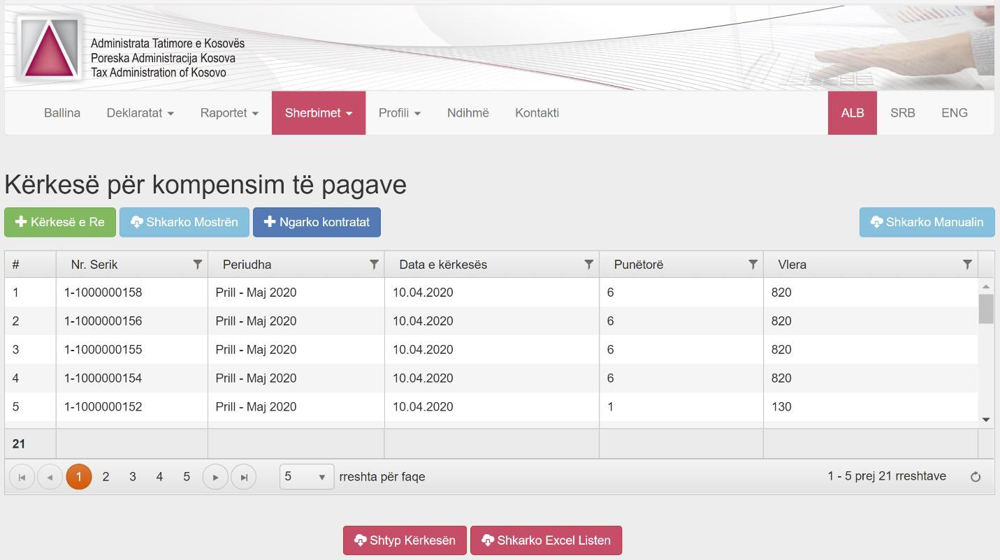 Administrata Tatimore e Kosovës
Poreska Administracija Kosova
Tax Administration of Kosovo
Ballina Deklaratat Raportet Sherbimet Profili Ndihmë Kontakti ALB SRB ENG
Kërkesë për kompensim të pagave
Kërkesë e Re Shkarko Mostrën Ngarko kontratat Shkarko Manualin
# Nr. Serik Periudha Data e kërkesës Punëtorë Vlera
1 1-1000000158 Prill - Maj 2020 10.04.2020 6 820
2 1-1000000156 Prill - Maj 2020 10.04.2020 6 820
3 1-1000000155 Prill - Maj 2020 10.04.2020 6 820
4 1-1000000154 Prill - Maj 2020 10.04.2020 6 820
5 1-1000000152 Prill - Maj 2020 10.04.2020 1 130
21
1 2 3 4 5 5 rreshta për faqe 1 - 5 prej 21 rreshtave
Shtyp Kërkesën Shkarko Excel Listen